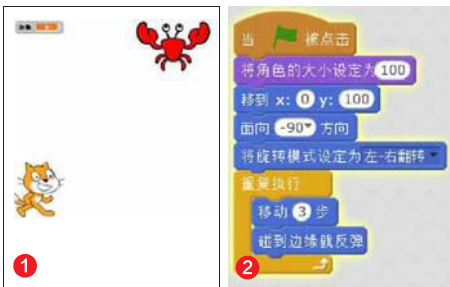 当 被点击
将角色的大小设定为 100
移到 x: 0 y: 100
面向 -90 方向
将旋转模式设定为 左-右翻转
重复执行
移动 3 步
碰到边缘就反弹
1
2